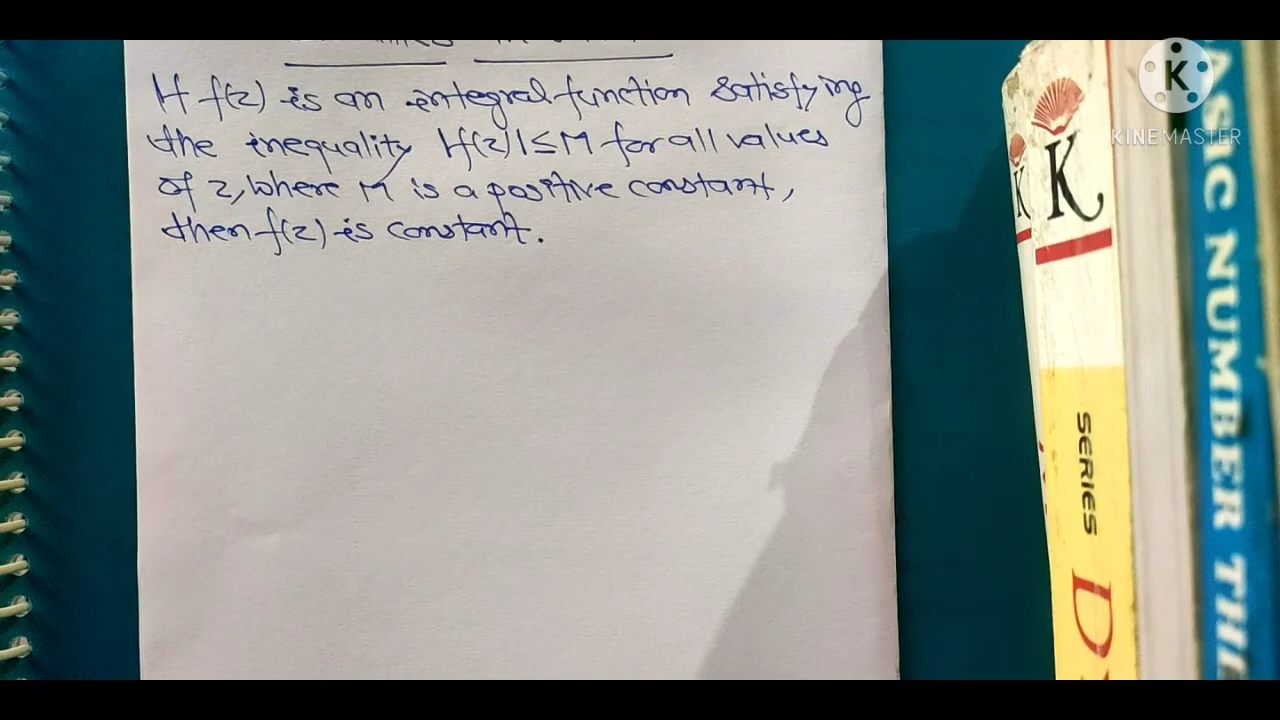 If f(z) is an integral function satisfying
the inequality |f(z)| ≤ M for all values
of z, where M is a positive constant,
then f(z) is constant.
K
KINEMASTER
K
K
SERIES
D
ASIC NUMBER THE